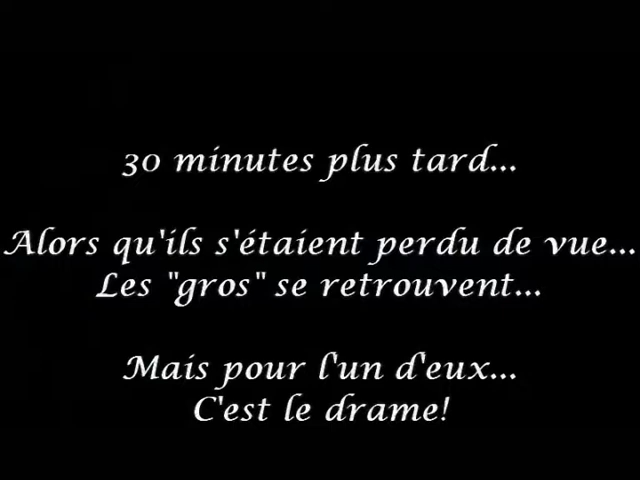 30 minutes plus tard...
Alors qu'ils s'étaient perdu de vue...
Les "gros" se retrouvent...
Mais pour l'un d'eux...
C'est le drame!